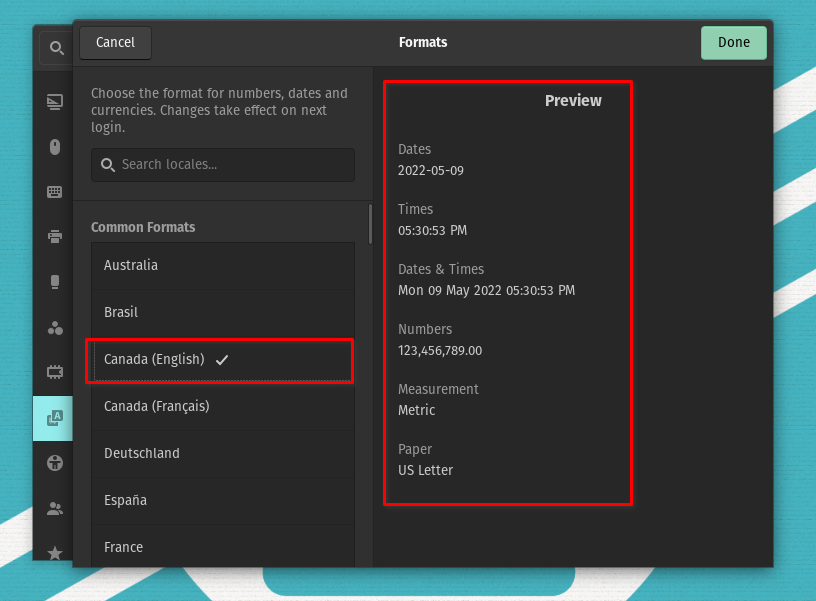 Cancel
Formats
Done
Choose the format for numbers, dates and
currencies. Changes take effect on next
login.
Search locales...
Common Formats
Australia
Brasil
Canada (English)
Canada (Français)
Deutschland
España
France
Preview
Dates
2022-05-09
Times
05:30:53 PM
Dates & Times
Mon 09 May 2022 05:30:53 PM
Numbers
123,456,789.00
Measurement
Metric
Paper
US Letter